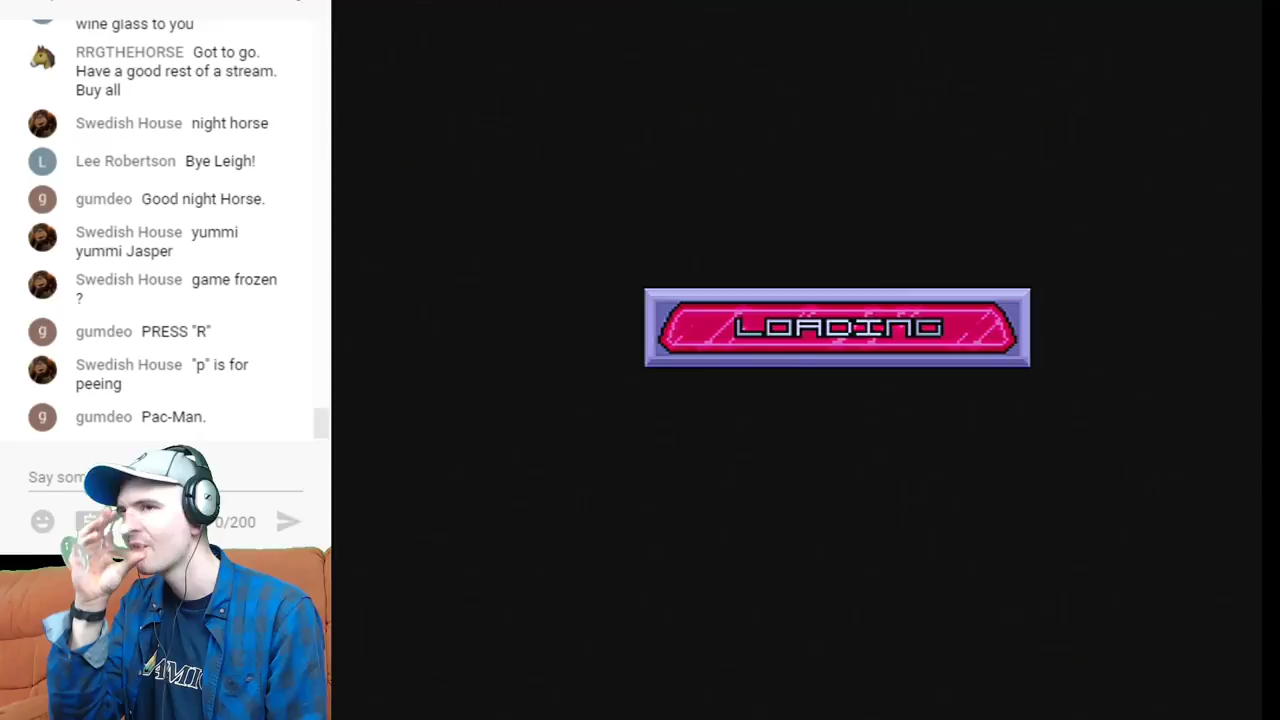 wine glass to you
RRGTHEHORSE Got to go.
Have a good rest of a stream.
Buy all
Swedish House night horse
L Lee Robertson Bye Leigh!
g gumdeo Good night Horse.
Swedish House yummi
yummi Jasper
Swedish House game frozen
?
g gumdeo PRESS "R"
Swedish House "p" is for
peeing
g gumdeo Pac-Man.
LOADING
Say som
0/200